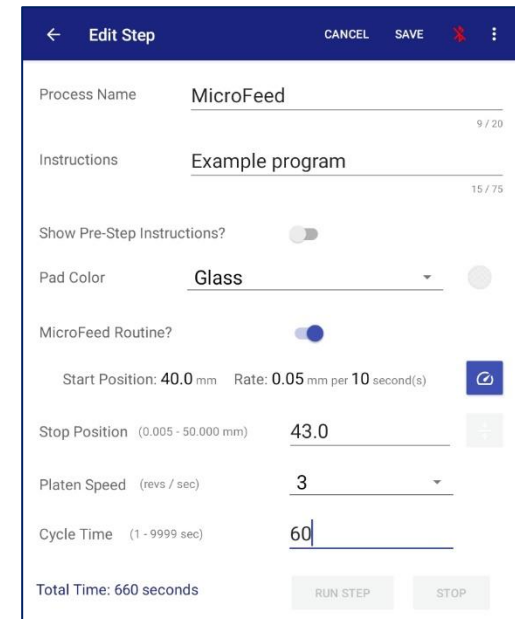 Edit Step CANCEL SAVE
Process Name MicroFeed
9 / 20
Instructions Example program
15 / 75
Show Pre-Step Instructions?
Pad Color Glass
MicroFeed Routine?
Start Position: 40.0 mm Rate: 0.05 mm per 10 second(s)
Stop Position (0.005 - 50.000 mm) 43.0
Platen Speed (revs / sec) 3
Cycle Time (1 - 9999 sec) 60
Total Time: 660 seconds RUN STEP STOP